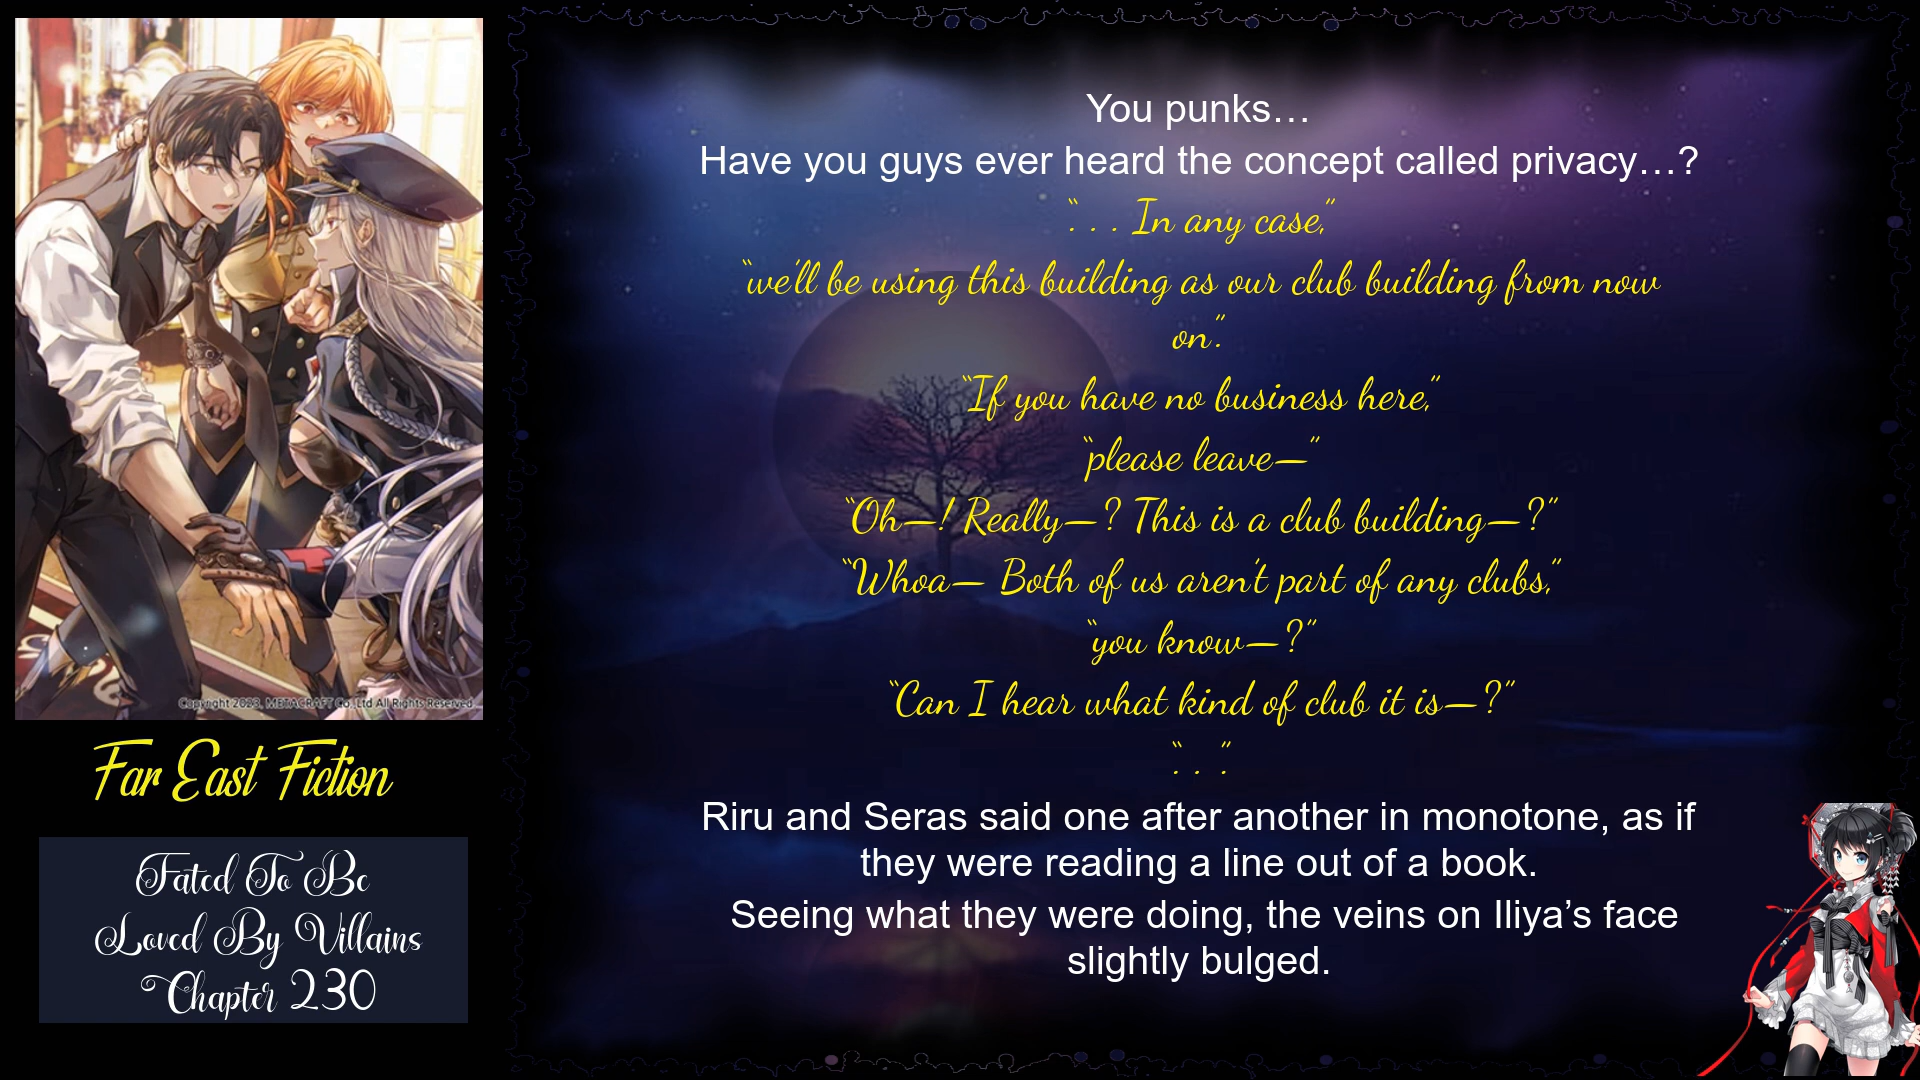 You punks…
Have you guys ever heard the concept called privacy…?
“. . . In any case,”
“we’ll be using this building as our club building from now
on”.
“If you have no business here,”
“please leave—”
“Oh—! Really—? This is a club building—?”
“Whoa— Both of us aren’t part of any clubs,”
“you know—?”
“Can I hear what kind of club it is—?”
“. . .”
Riru and Seras said one after another in monotone, as if
they were reading a line out of a book.
Seeing what they were doing, the veins on Iliya’s face
slightly bulged.
Copyright 2023. METACRAFT Co.,Ltd All Rights Reserved.
Far East Fiction
Fated To Be
Loved By Villains
Chapter 230